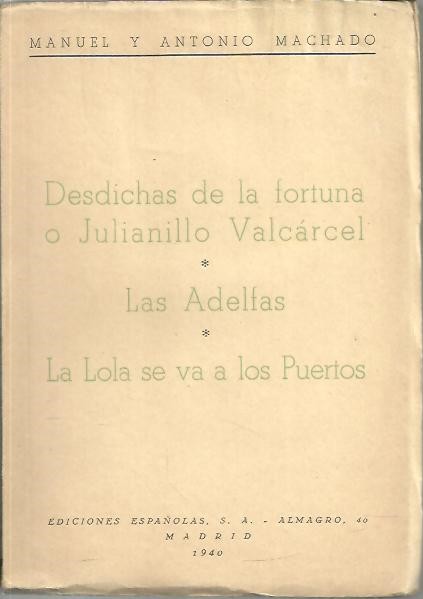 MANUEL Y ANTONIO MACHADO
Desdichas de la fortuna
o Julianillo Valcárcel
*
Las Adelfas
*
La Lola se va a los Puertos
EDICIONES ESPAÑOLAS, S. A. - ALMAGRO, 40
MADRID
1940